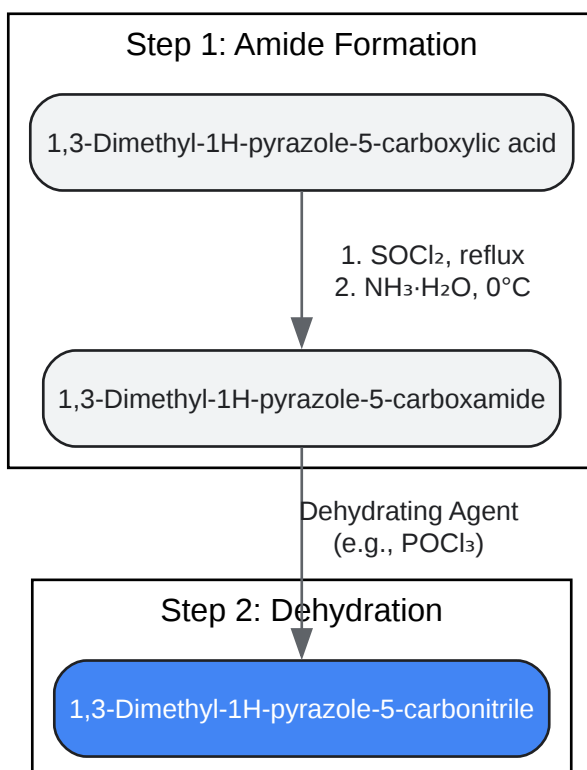 Step 1: Amide Formation
1,3-Dimethyl-1H-pyrazole-5-carboxylic acid
1. SOCl₂, reflux
2. NH₃·H₂O, 0°C
1,3-Dimethyl-1H-pyrazole-5-carboxamide
Dehydrating Agent
(e.g., POCl₃)
Step 2: Dehydration
1,3-Dimethyl-1H-pyrazole-5-carbonitrile